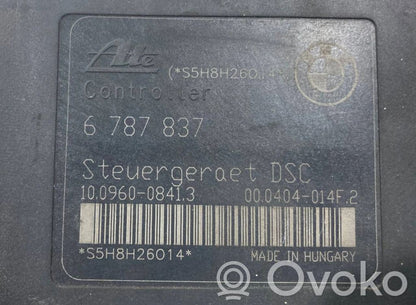 Ate
(*S5H8H26014*
Controller
6 787 837
Steuergeraet DSC
10.0960-0841.3 00.0404-014F.2
*S5H8H26014*
MADE IN HUNGARY
Ovoko